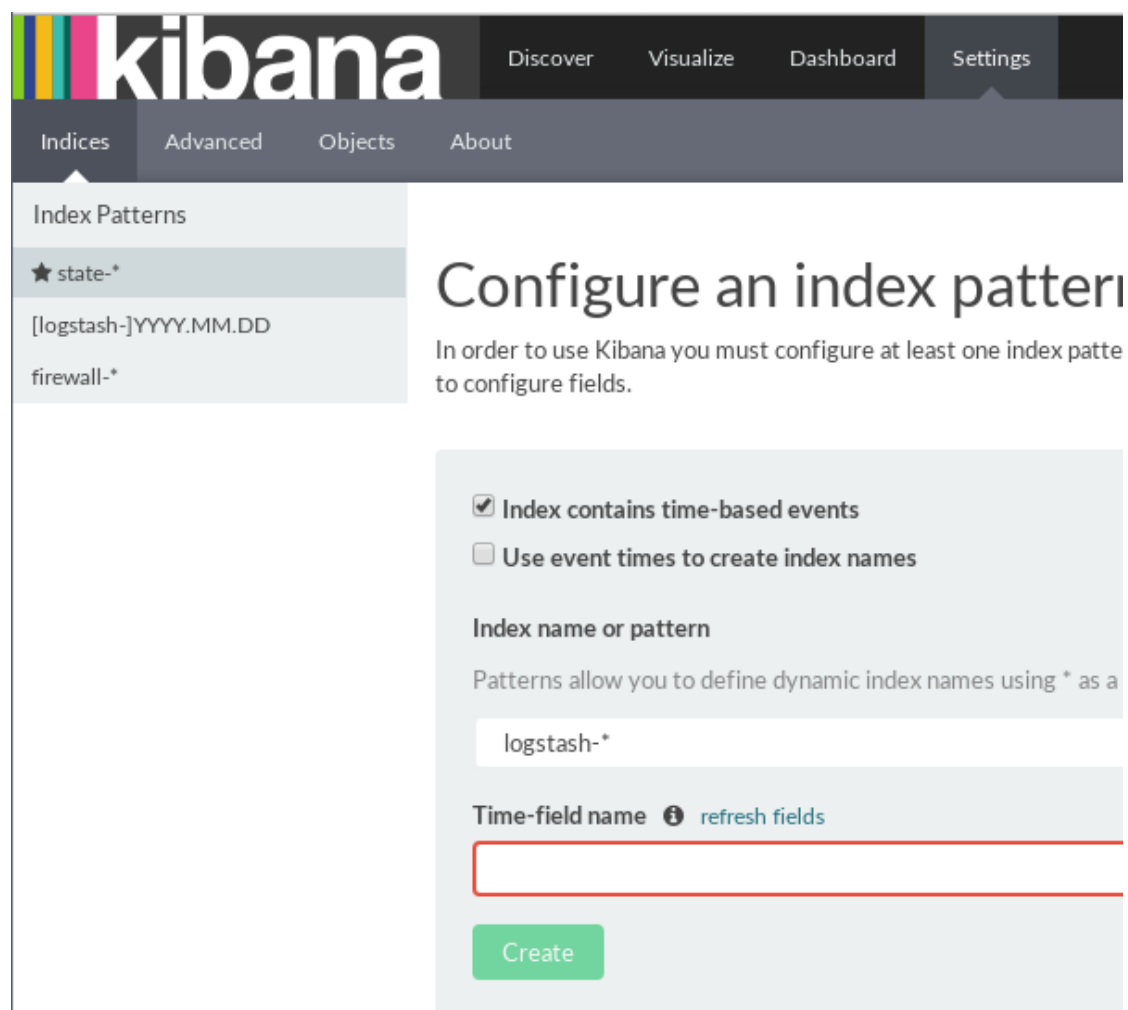 kibana
Discover Visualize Dashboard Settings
Indices Advanced Objects About
Index Patterns
state-*
[logstash-]YYYY.MM.DD
firewall-*
Configure an index pattern
In order to use Kibana you must configure at least one index patte
to configure fields.
Index contains time-based events
Use event times to create index names
Index name or pattern
Patterns allow you to define dynamic index names using * as a
logstash-*
Time-field name refresh fields
Create